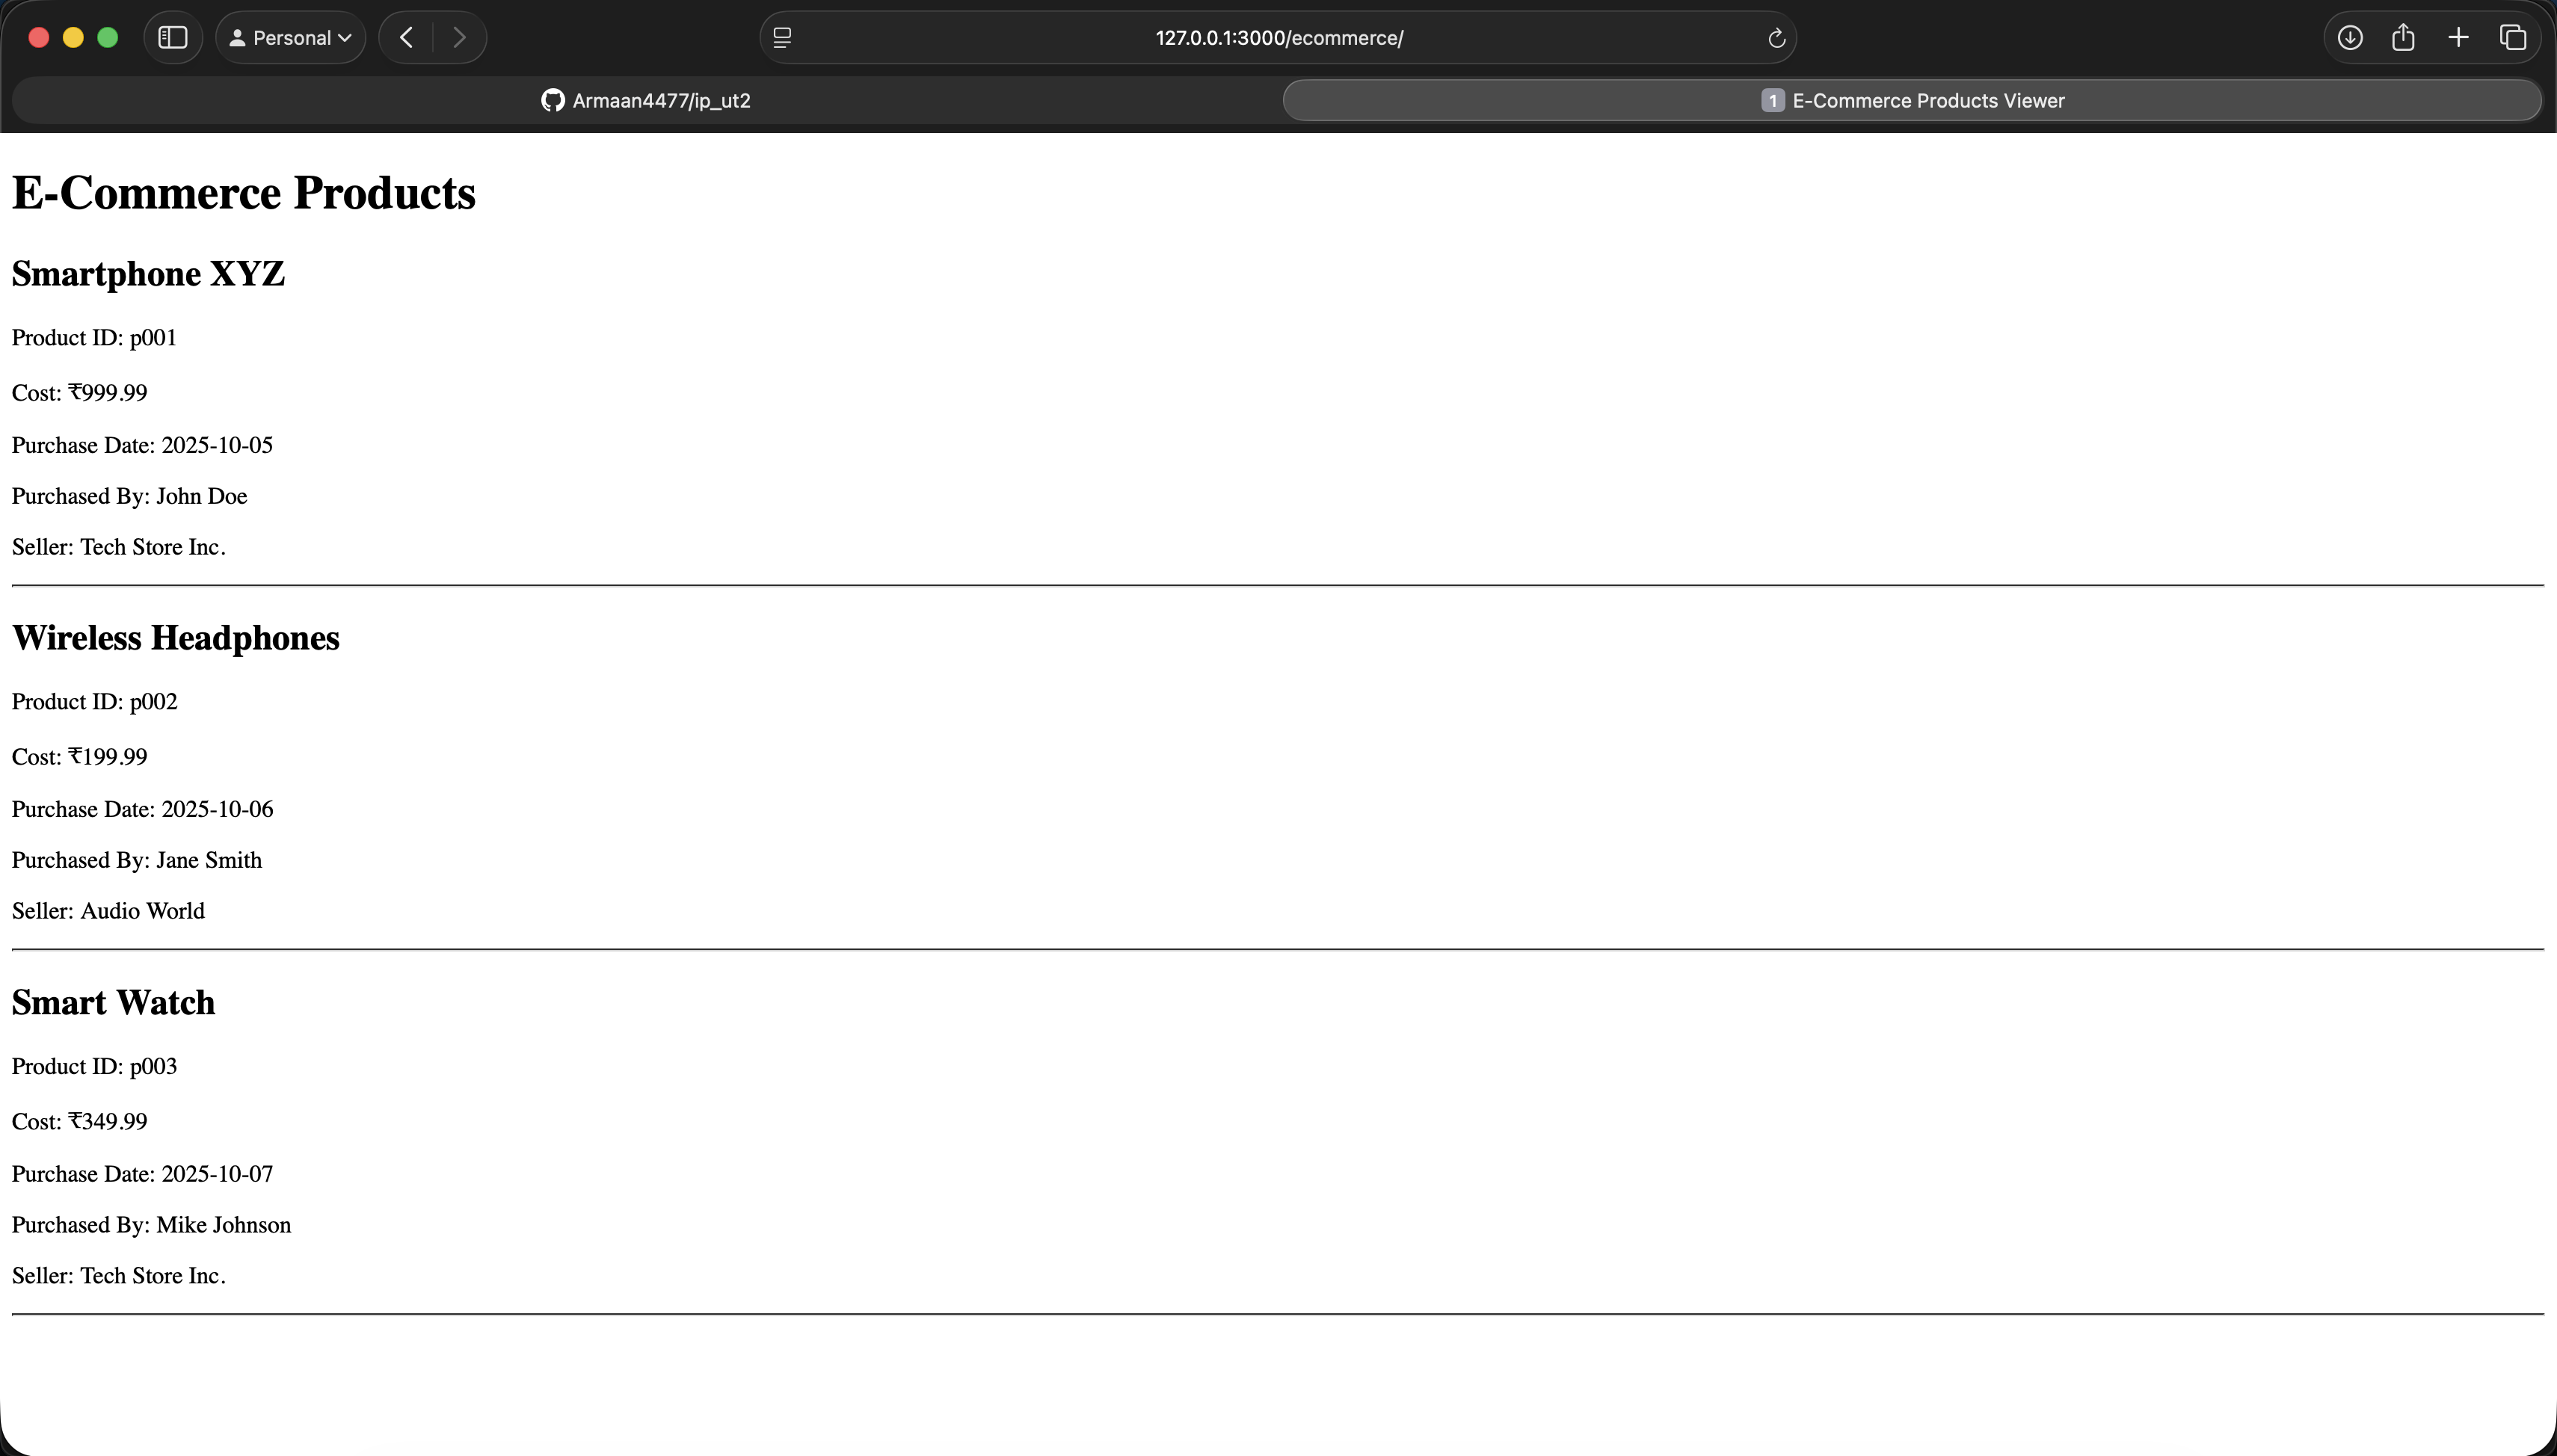 Personal
127.0.0.1:3000/ecommerce/
Armaan4477/ip_ut2
1 E-Commerce Products Viewer
E-Commerce Products
Smartphone XYZ
Product ID: p001
Cost: ₹999.99
Purchase Date: 2025-10-05
Purchased By: John Doe
Seller: Tech Store Inc.
Wireless Headphones
Product ID: p002
Cost: ₹199.99
Purchase Date: 2025-10-06
Purchased By: Jane Smith
Seller: Audio World
Smart Watch
Product ID: p003
Cost: ₹349.99
Purchase Date: 2025-10-07
Purchased By: Mike Johnson
Seller: Tech Store Inc.